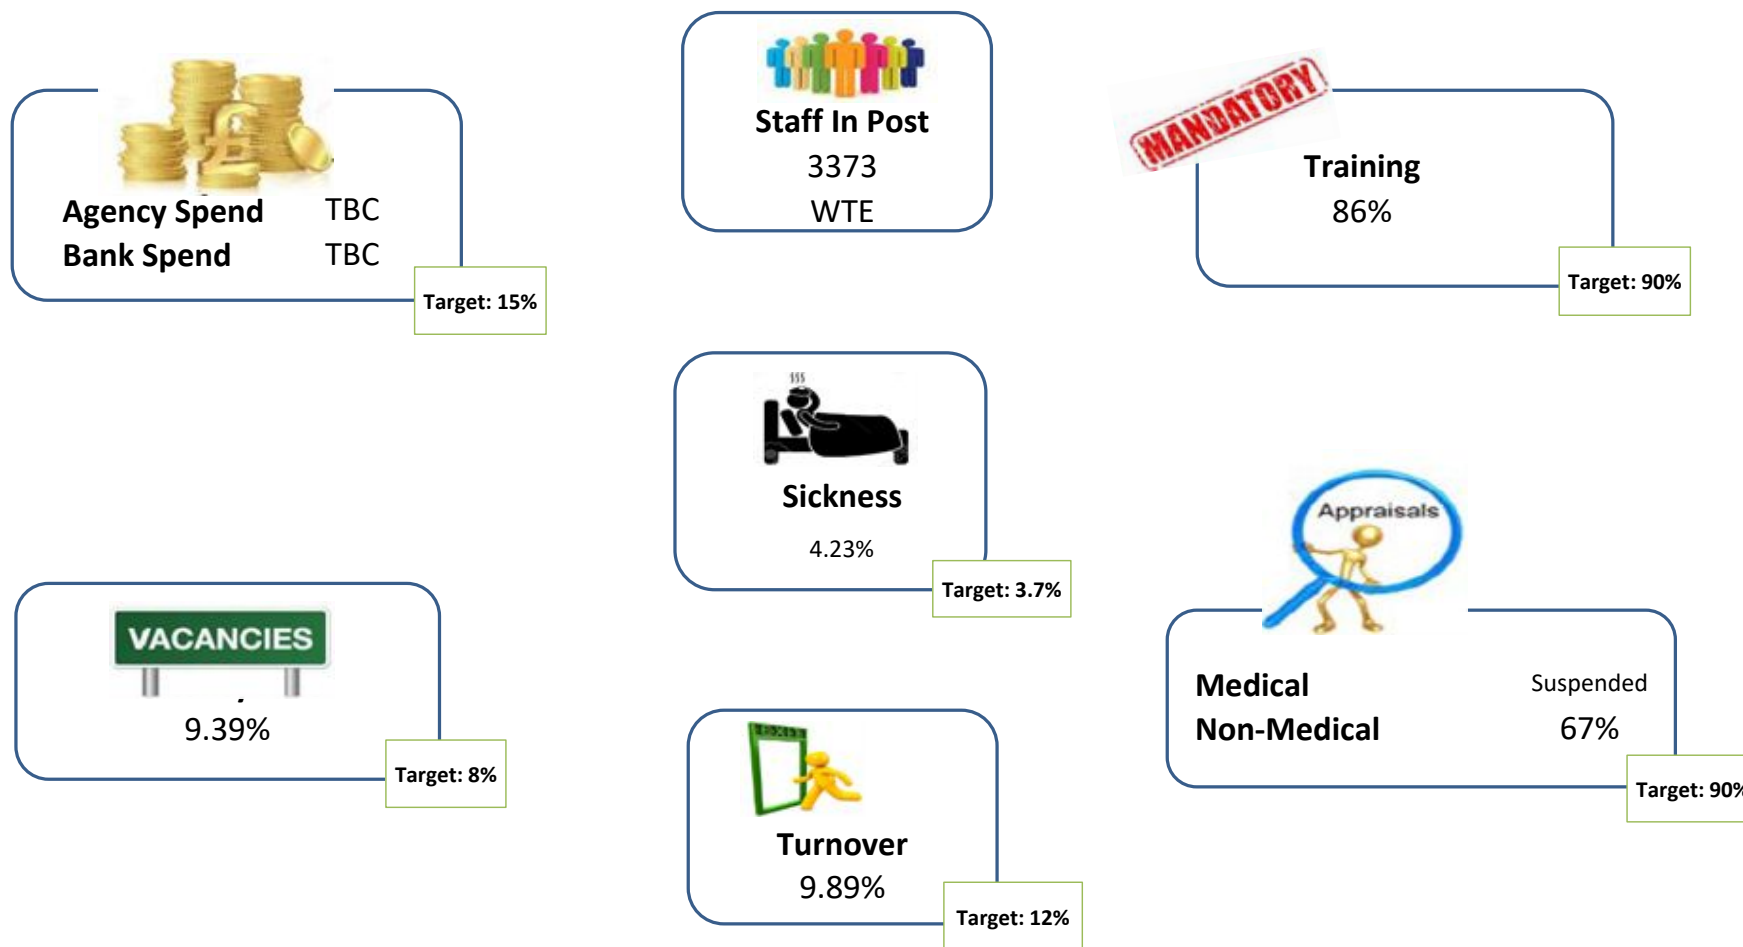 Agency Spend TBC
Bank Spend TBC
Target: 15%
Staff In Post
3373
WTE
MANDATORY
Training
86%
Target: 90%
Sickness
4.23%
Target: 3.7%
VACANCIES
9.39%
Target: 8%
Appraisals
Medical Suspended
Non-Medical 67%
Target: 90%
Turnover
9.89%
Target: 12%